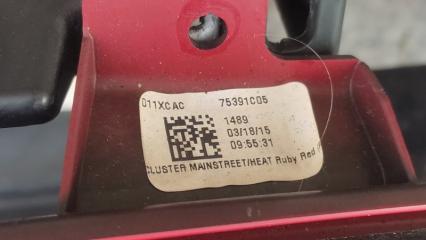 011XCAC 75391C05
1489
03/18/15
09:55:31
CLUSTER MAINSTREET/HEAT Ruby Red